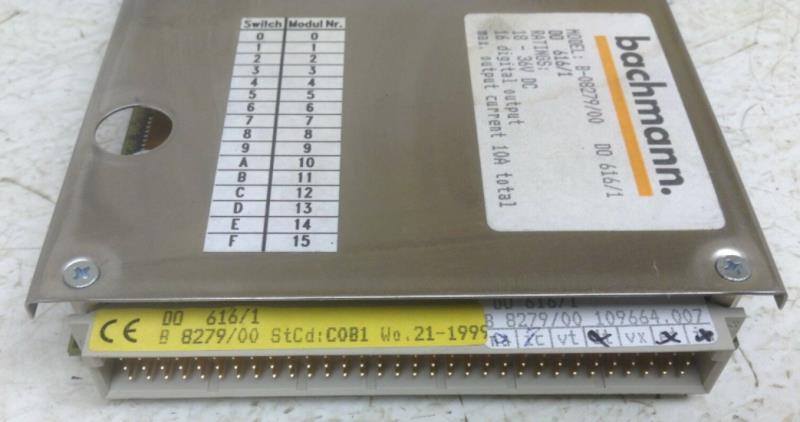 Switch Modul Nr.
0 0
1 1
2 2
3 3
4 4
5 5
6 6
7 7
8 8
9 9
A 10
B 11
C 12
D 13
E 14
F 15
bachmann.
MODEL: B-08279/00 DO 616/1
DO 616/1
RATINGS:
18 - 36V DC
16 digital output
max. output current 10A total
CE DO 616/1
B 8279/00 StCd:COB1 We.21-1999
DO 616/1
B 8279/00 109664.007
vt vx